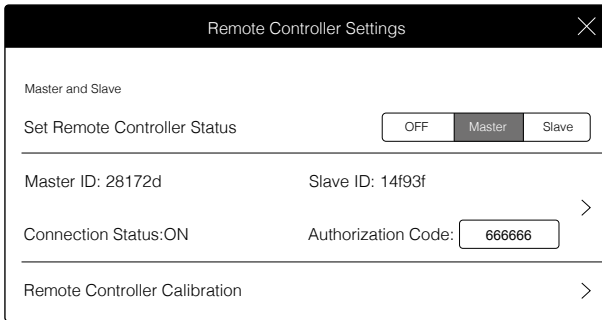 Remote Controller Settings
Master and Slave
Set Remote Controller Status OFF Master Slave
Master ID: 28172d Slave ID: 14f93f
Connection Status:ON Authorization Code: 666666
Remote Controller Calibration